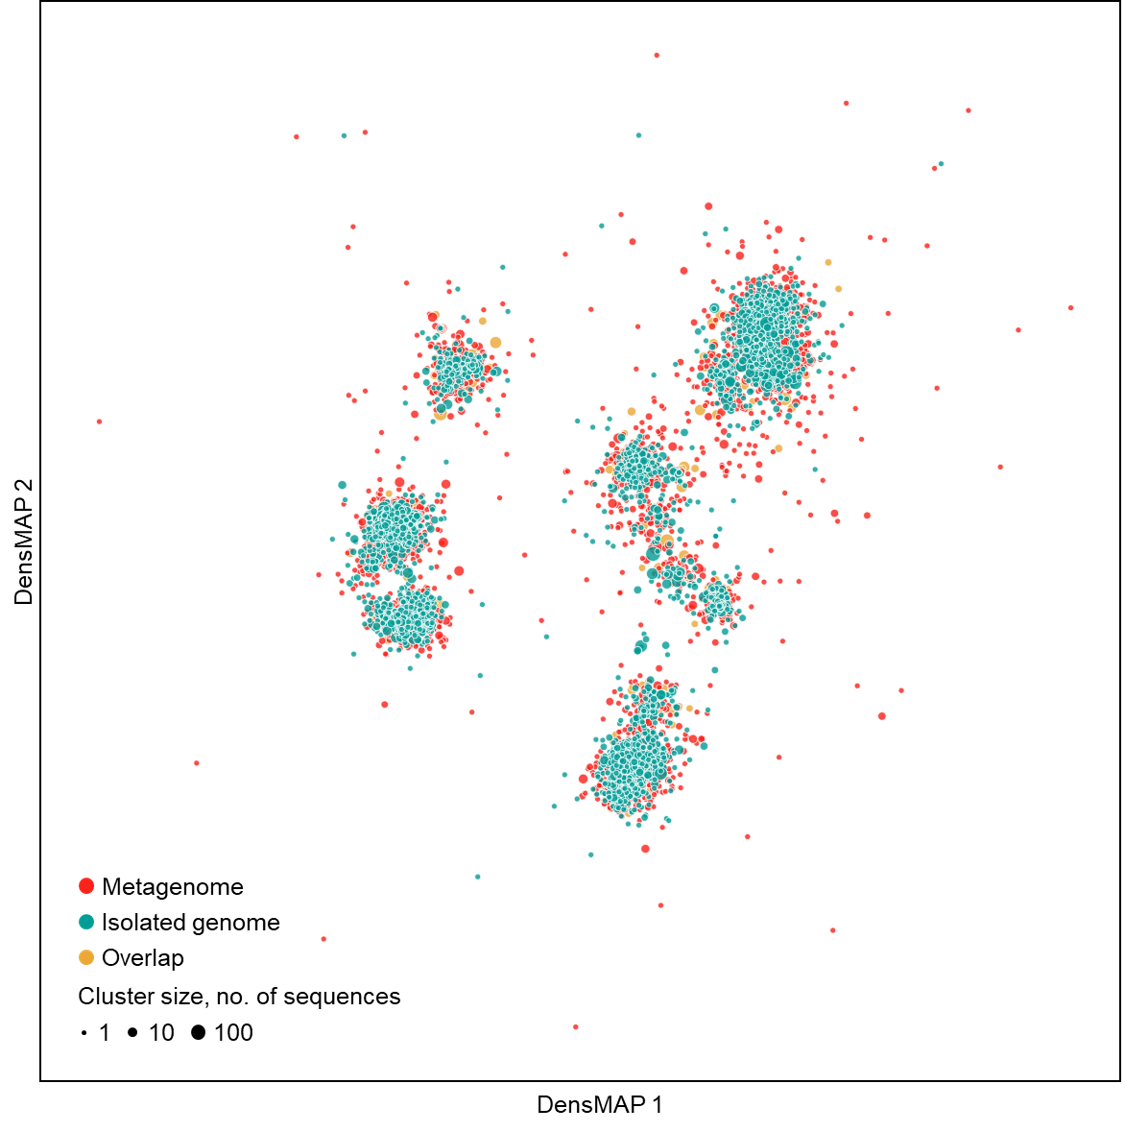 DensMAP 2
Metagenome
Isolated genome
Overlap
Cluster size, no. of sequences
1 10 100
DensMAP 1